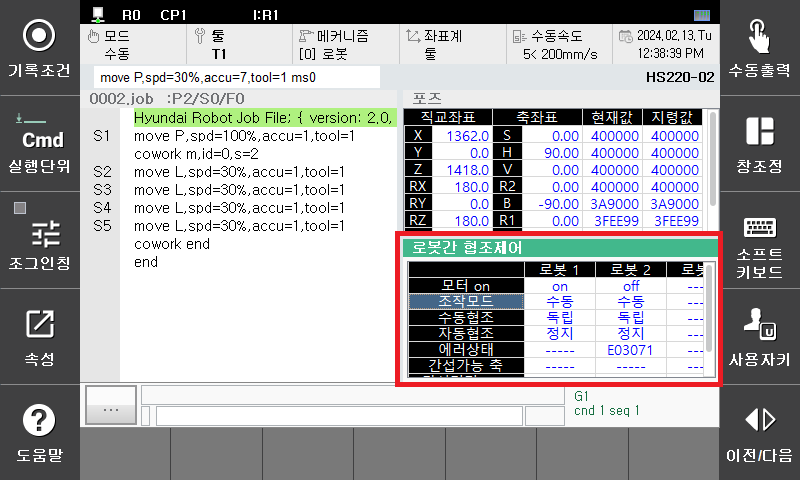 R0 CP1 I:R1
모드 수동
툴 T1
메커니즘 [0] 로봇
좌표계 툴
수동속도 5< 200mm/s
2024,02,13, Tu 12:38:39 PM
move P,spd=30%,accu=7,tool=1 ms0
HS220-02
0002.job :P2/S0/F0
Hyundai Robot Job File; { version: 2,0,
S1 move P,spd=100%,accu=1,tool=1
cowork m,id=0,s=2
S2 move L,spd=30%,accu=1,tool=1
S3 move L,spd=30%,accu=1,tool=1
S4 move L,spd=30%,accu=1,tool=1
S5 move L,spd=30%,accu=1,tool=1
cowork end
end
포즈
직교좌표 축좌표 현재값 지령값
X 1362.0 S 0.00 400000 400000
Y 0.0 H 90.00 400000 400000
Z 1418.0 V 0.00 400000 400000
RX 180.0 R2 0.00 400000 400000
RY 0.0 B -90.00 3A9000 3A9000
RZ 180.0 R1 0.00 3FEE99 3FEE99
로봇간 협조제어
로봇 1 로봇 2
모터 on on off ---
조작모드 수동 수동 ---
수동협조 독립 독립 ---
자동협조 정지 정지 ---
에러상태 ----- E03071 ---
간섭가능 축 ----- ----- ---
...
G1
cnd 1 seq 1
기록조건
Cmd
실행단위
조그인칭
속성
도움말
수동출력
창조정
소프트
키보드
사용자키
이전/다음